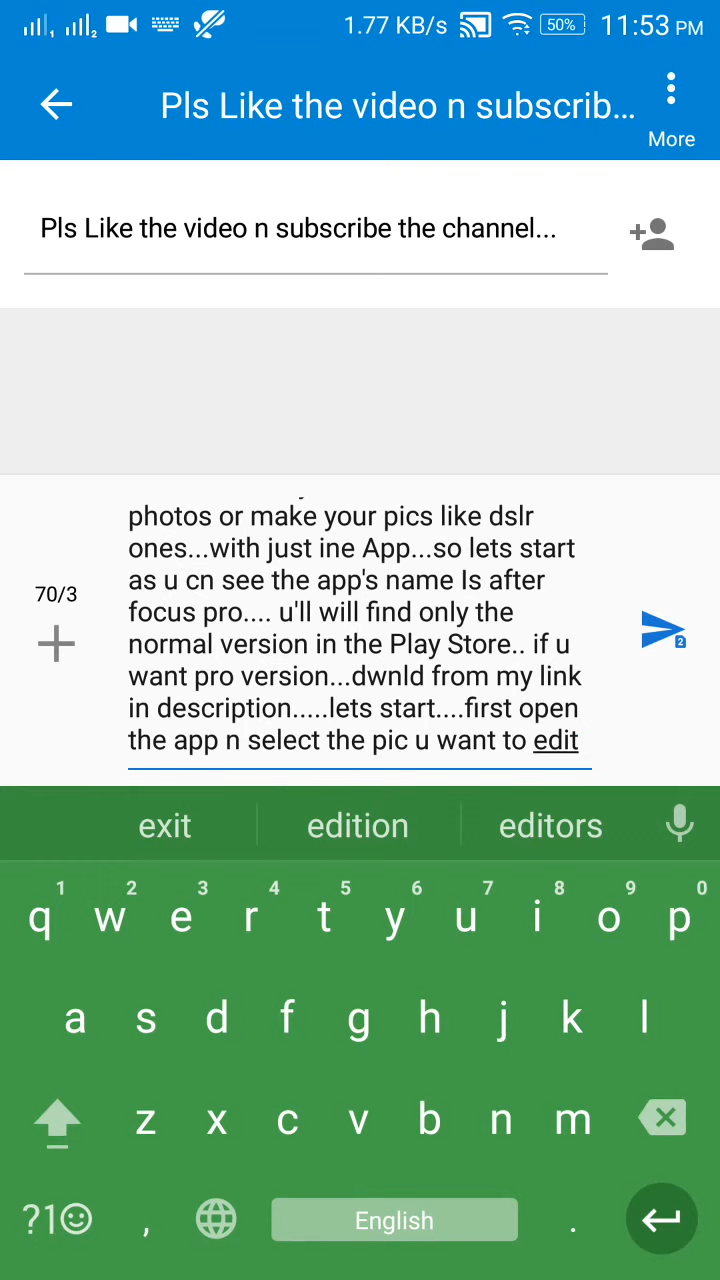 1.77 KB/s 50% 11:53 PM
Pls Like the video n subscrib...
More
Pls Like the video n subscribe the channel...
photos or make your pics like dslr
ones...with just ine App...so lets start
as u cn see the app's name Is after
focus pro.... u'll will find only the
normal version in the Play Store.. if u
want pro version...dwnld from my link
in description.....lets start....first open
the app n select the pic u want to edit
70/3
2
exit edition editors
1 2 3 4 5 6 7 8 9 0
q w e r t y u i o p
a s d f g h j k l
z x c v b n m
?1 , English .